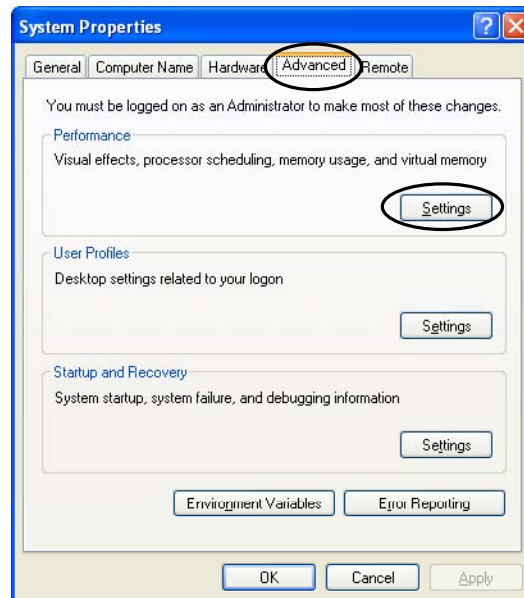 System Properties
General Computer Name Hardware Advanced Remote
You must be logged on as an Administrator to make most of these changes.
Performance
Visual effects, processor scheduling, memory usage, and virtual memory
Settings
User Profiles
Desktop settings related to your logon
Settings
Startup and Recovery
System startup, system failure, and debugging information
Settings
Environment Variables Error Reporting
OK Cancel Apply